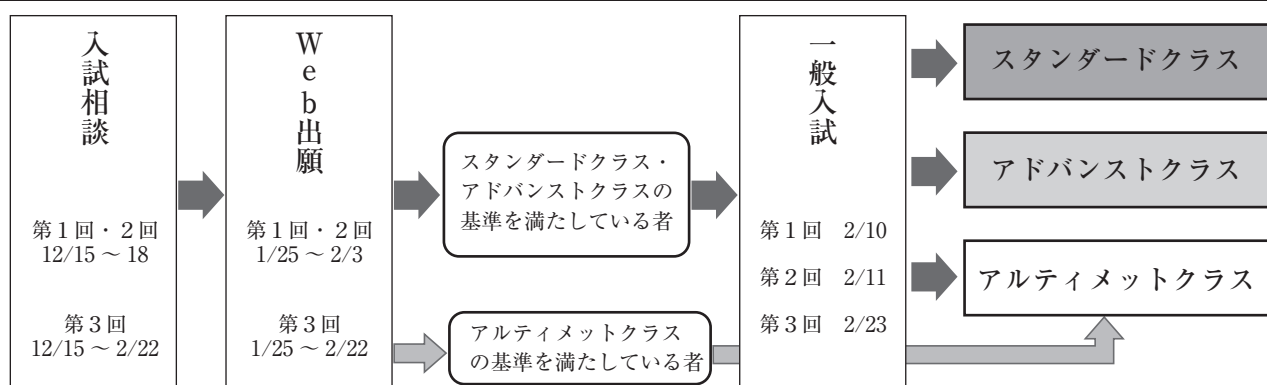 入試相談
第1回・2回
12/15 ~ 18
第3回
12/15 ~ 2/22
Web出願
第1回・2回
1/25 ~ 2/3
第3回
1/25 ~ 2/22
スタンダードクラス・
アドバンストクラスの
基準を満たしている者
アルティメットクラス
の基準を満たしている者
一般入試
第1回 2/10
第2回 2/11
第3回 2/23
スタンダードクラス
アドバンストクラス
アルティメットクラス